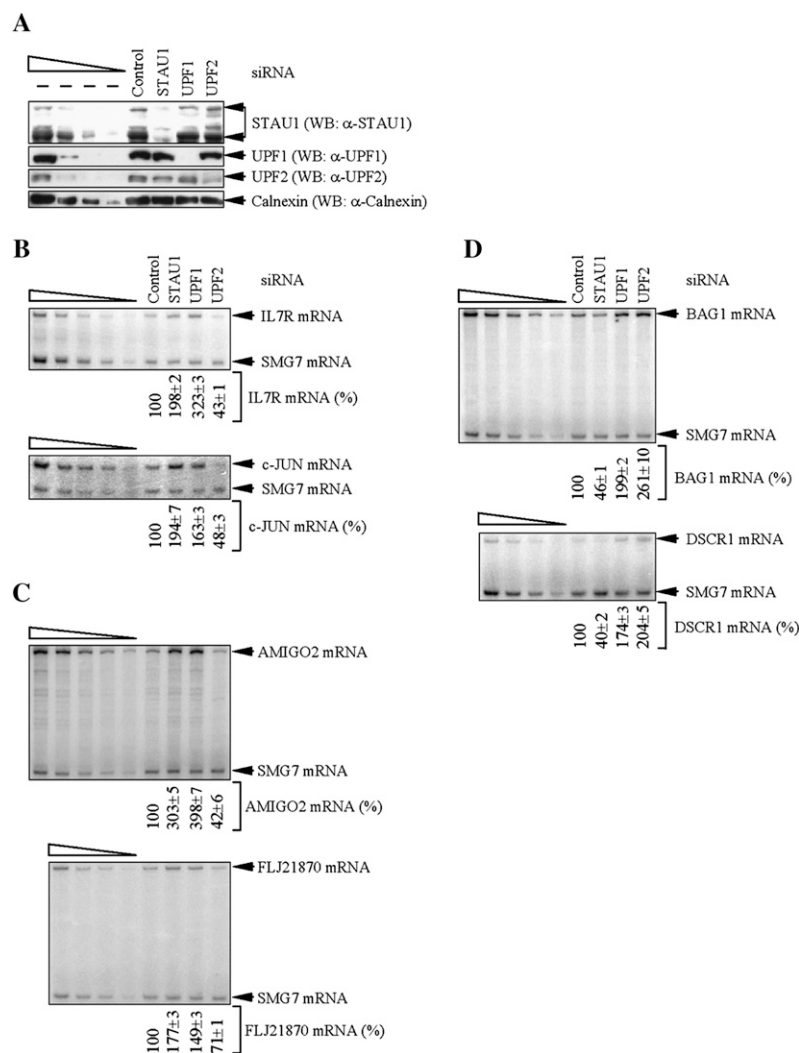 A
Control
STAU1
UPF1
UPF2
siRNA
– – – –
STAU1 (WB: α-STAU1)
UPF1 (WB: α-UPF1)
UPF2 (WB: α-UPF2)
Calnexin (WB: α-Calnexin)
B
Control
STAU1
UPF1
UPF2
siRNA
IL7R mRNA
SMG7 mRNA
100
198±2
323±3
43±1
IL7R mRNA (%)
c-JUN mRNA
SMG7 mRNA
100
194±7
163±3
48±3
c-JUN mRNA (%)
C
AMIGO2 mRNA
SMG7 mRNA
100
303±5
398±7
42±6
AMIGO2 mRNA (%)
FLJ21870 mRNA
SMG7 mRNA
100
177±3
149±3
71±1
FLJ21870 mRNA (%)
D
Control
STAU1
UPF1
UPF2
siRNA
BAG1 mRNA
SMG7 mRNA
100
46±1
199±2
261±10
BAG1 mRNA (%)
DSCR1 mRNA
SMG7 mRNA
100
40±2
174±3
204±5
DSCR1 mRNA (%)